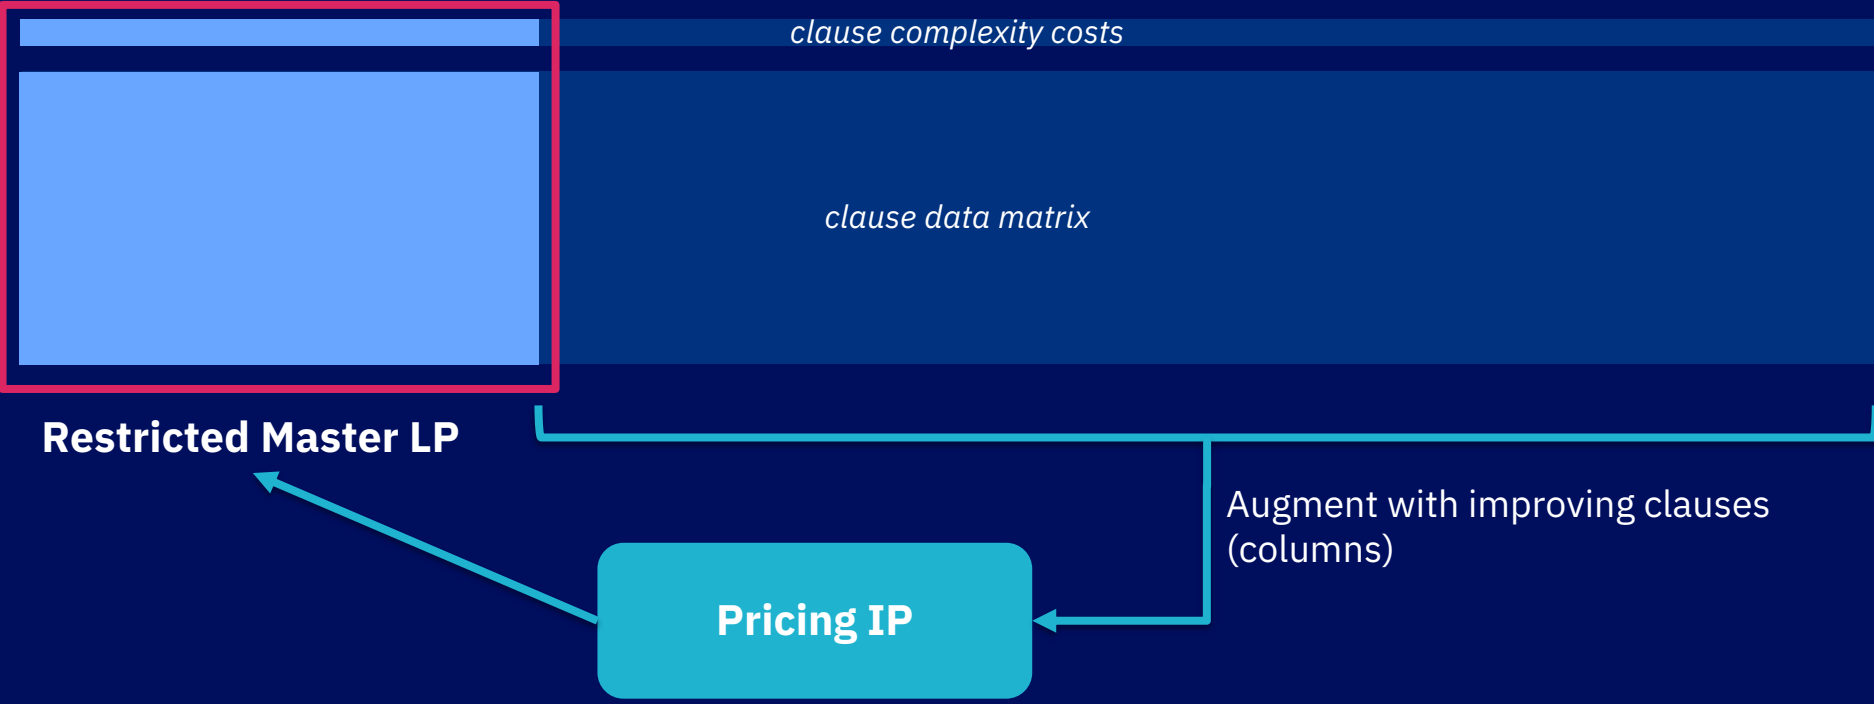 clause complexity costs
clause data matrix
Restricted Master LP
Augment with improving clauses
(columns)
Pricing IP